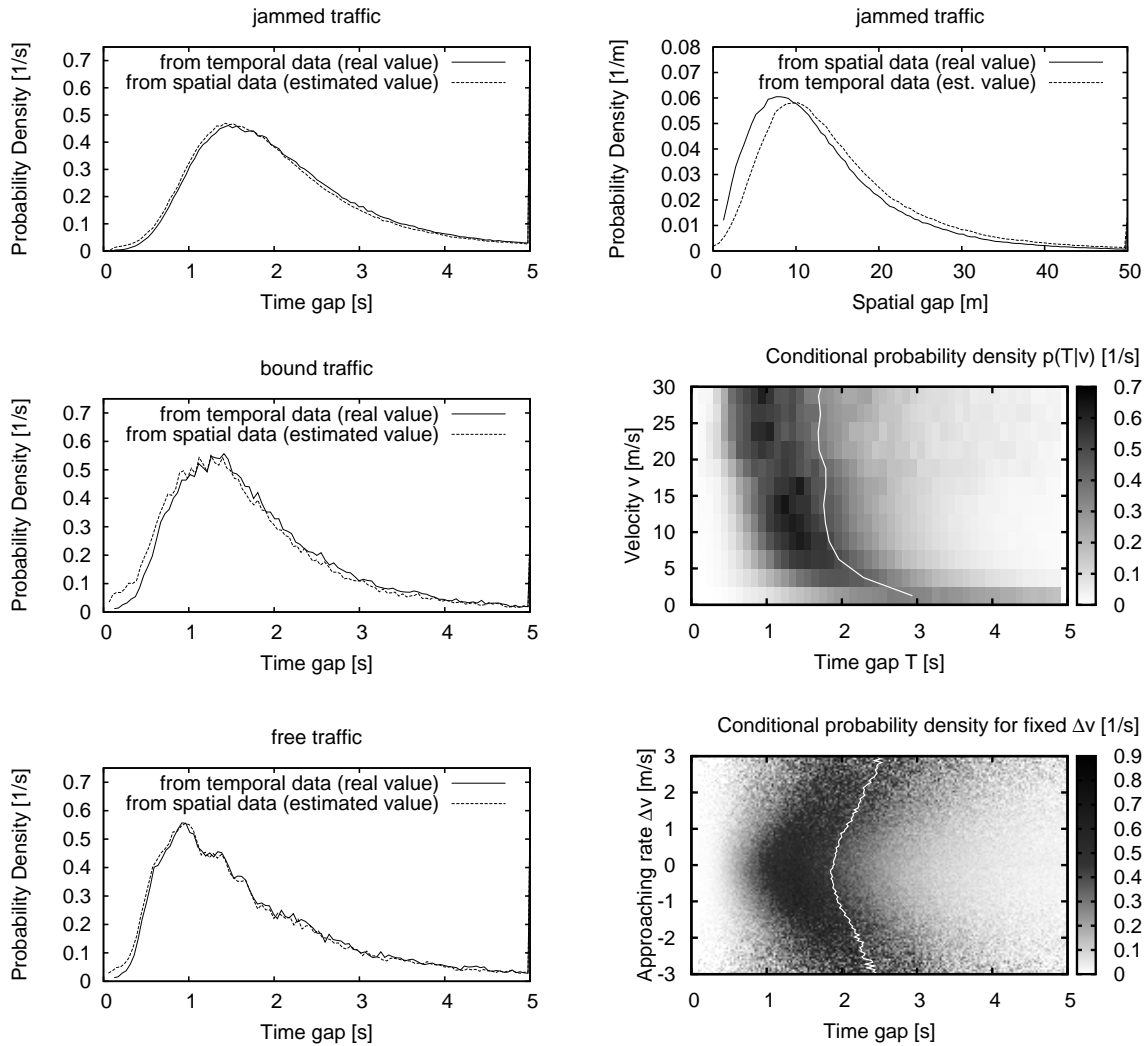 jammed traffic
Probability Density [1/s]
0.7
0.6
0.5
0.4
0.3
0.2
0.1
0
from temporal data (real value)
from spatial data (estimated value)
0 1 2 3 4 5
Time gap [s]
jammed traffic
Probability Density [1/m]
0.08
0.07
0.06
0.05
0.04
0.03
0.02
0.01
0
from spatial data (real value)
from temporal data (est. value)
0 10 20 30 40 50
Spatial gap [m]
bound traffic
Probability Density [1/s]
0.7
0.6
0.5
0.4
0.3
0.2
0.1
0
from temporal data (real value)
from spatial data (estimated value)
0 1 2 3 4 5
Time gap [s]
Conditional probability density p(T|v) [1/s]
Velocity v [m/s]
30
25
20
15
10
5
0
0 1 2 3 4 5
Time gap T [s]
0.7
0.6
0.5
0.4
0.3
0.2
0.1
0
free traffic
Probability Density [1/s]
0.7
0.6
0.5
0.4
0.3
0.2
0.1
0
from temporal data (real value)
from spatial data (estimated value)
0 1 2 3 4 5
Time gap [s]
Conditional probability density for fixed Δv [1/s]
Approaching rate Δv [m/s]
3
2
1
0
-1
-2
-3
0 1 2 3 4 5
Time gap [s]
0.9
0.8
0.7
0.6
0.5
0.4
0.3
0.2
0.1
0